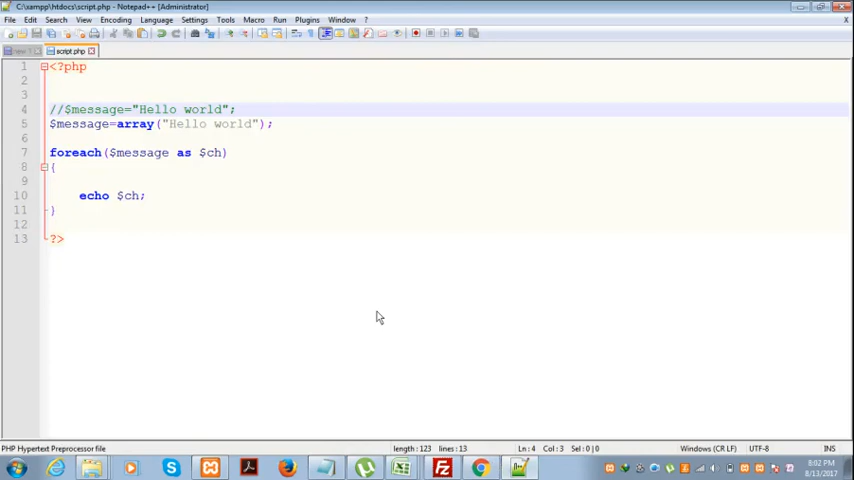 C:\xampp\htdocs\script.php - Notepad++ [Administrator]
File Edit Search View Encoding Language Settings Tools Macro Run Plugins Window ? X
new 1 script.php
1 <?php
2
3
4 //$message="Hello world";
5 $message=array("Hello world");
6
7 foreach($message as $ch)
8 {
9
10 echo $ch;
11 }
12
13 ?>
PHP Hypertext Preprocessor file length: 123 lines: 13 Ln: 4 Col: 3 Sel: 0 | 0 Windows (CR LF) UTF-8 INS
8:02 PM
8/13/2017